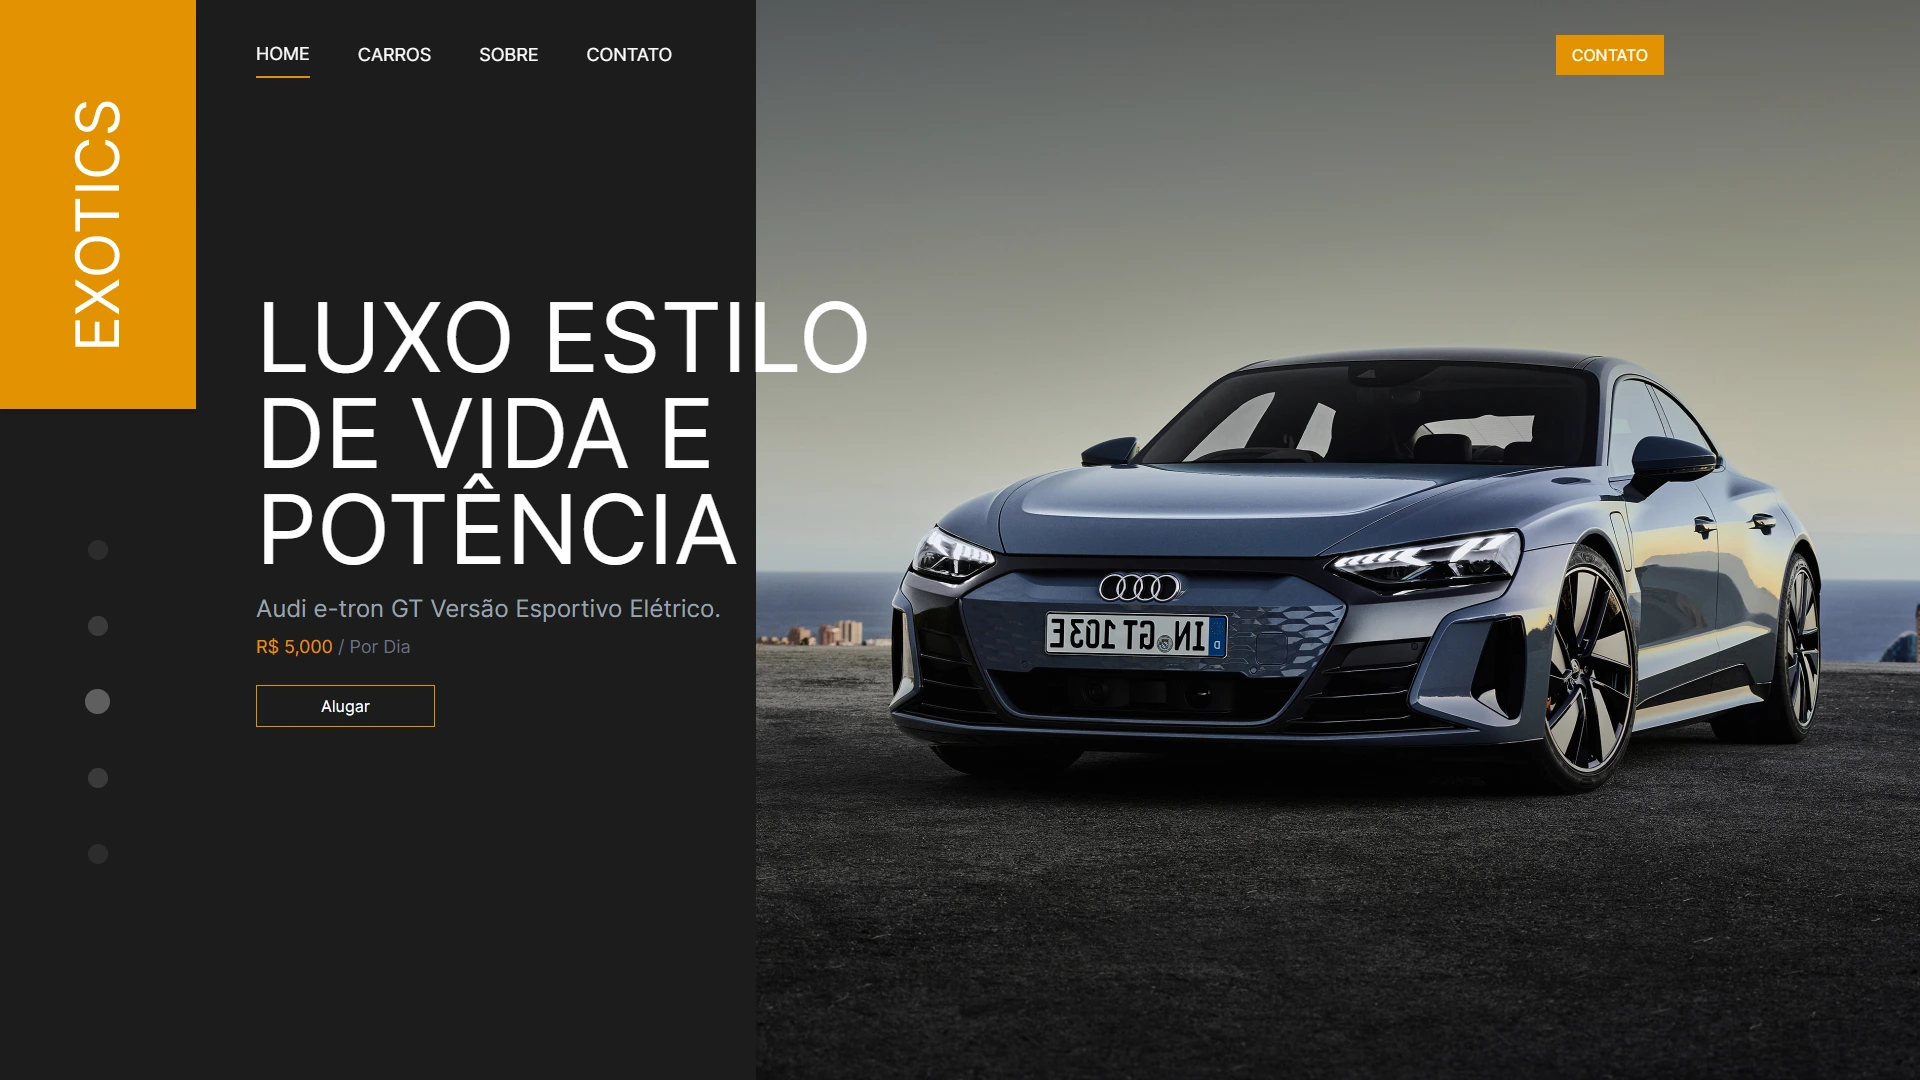 EXOTICS
HOME
CARROS
SOBRE
CONTATO
CONTATO
LUXO ESTILO
DE VIDA E
POTÊNCIA
Audi e-tron GT Versão Esportivo Elétrico.
R$ 5,000 / Por Dia
Alugar
IN GT 103E
D